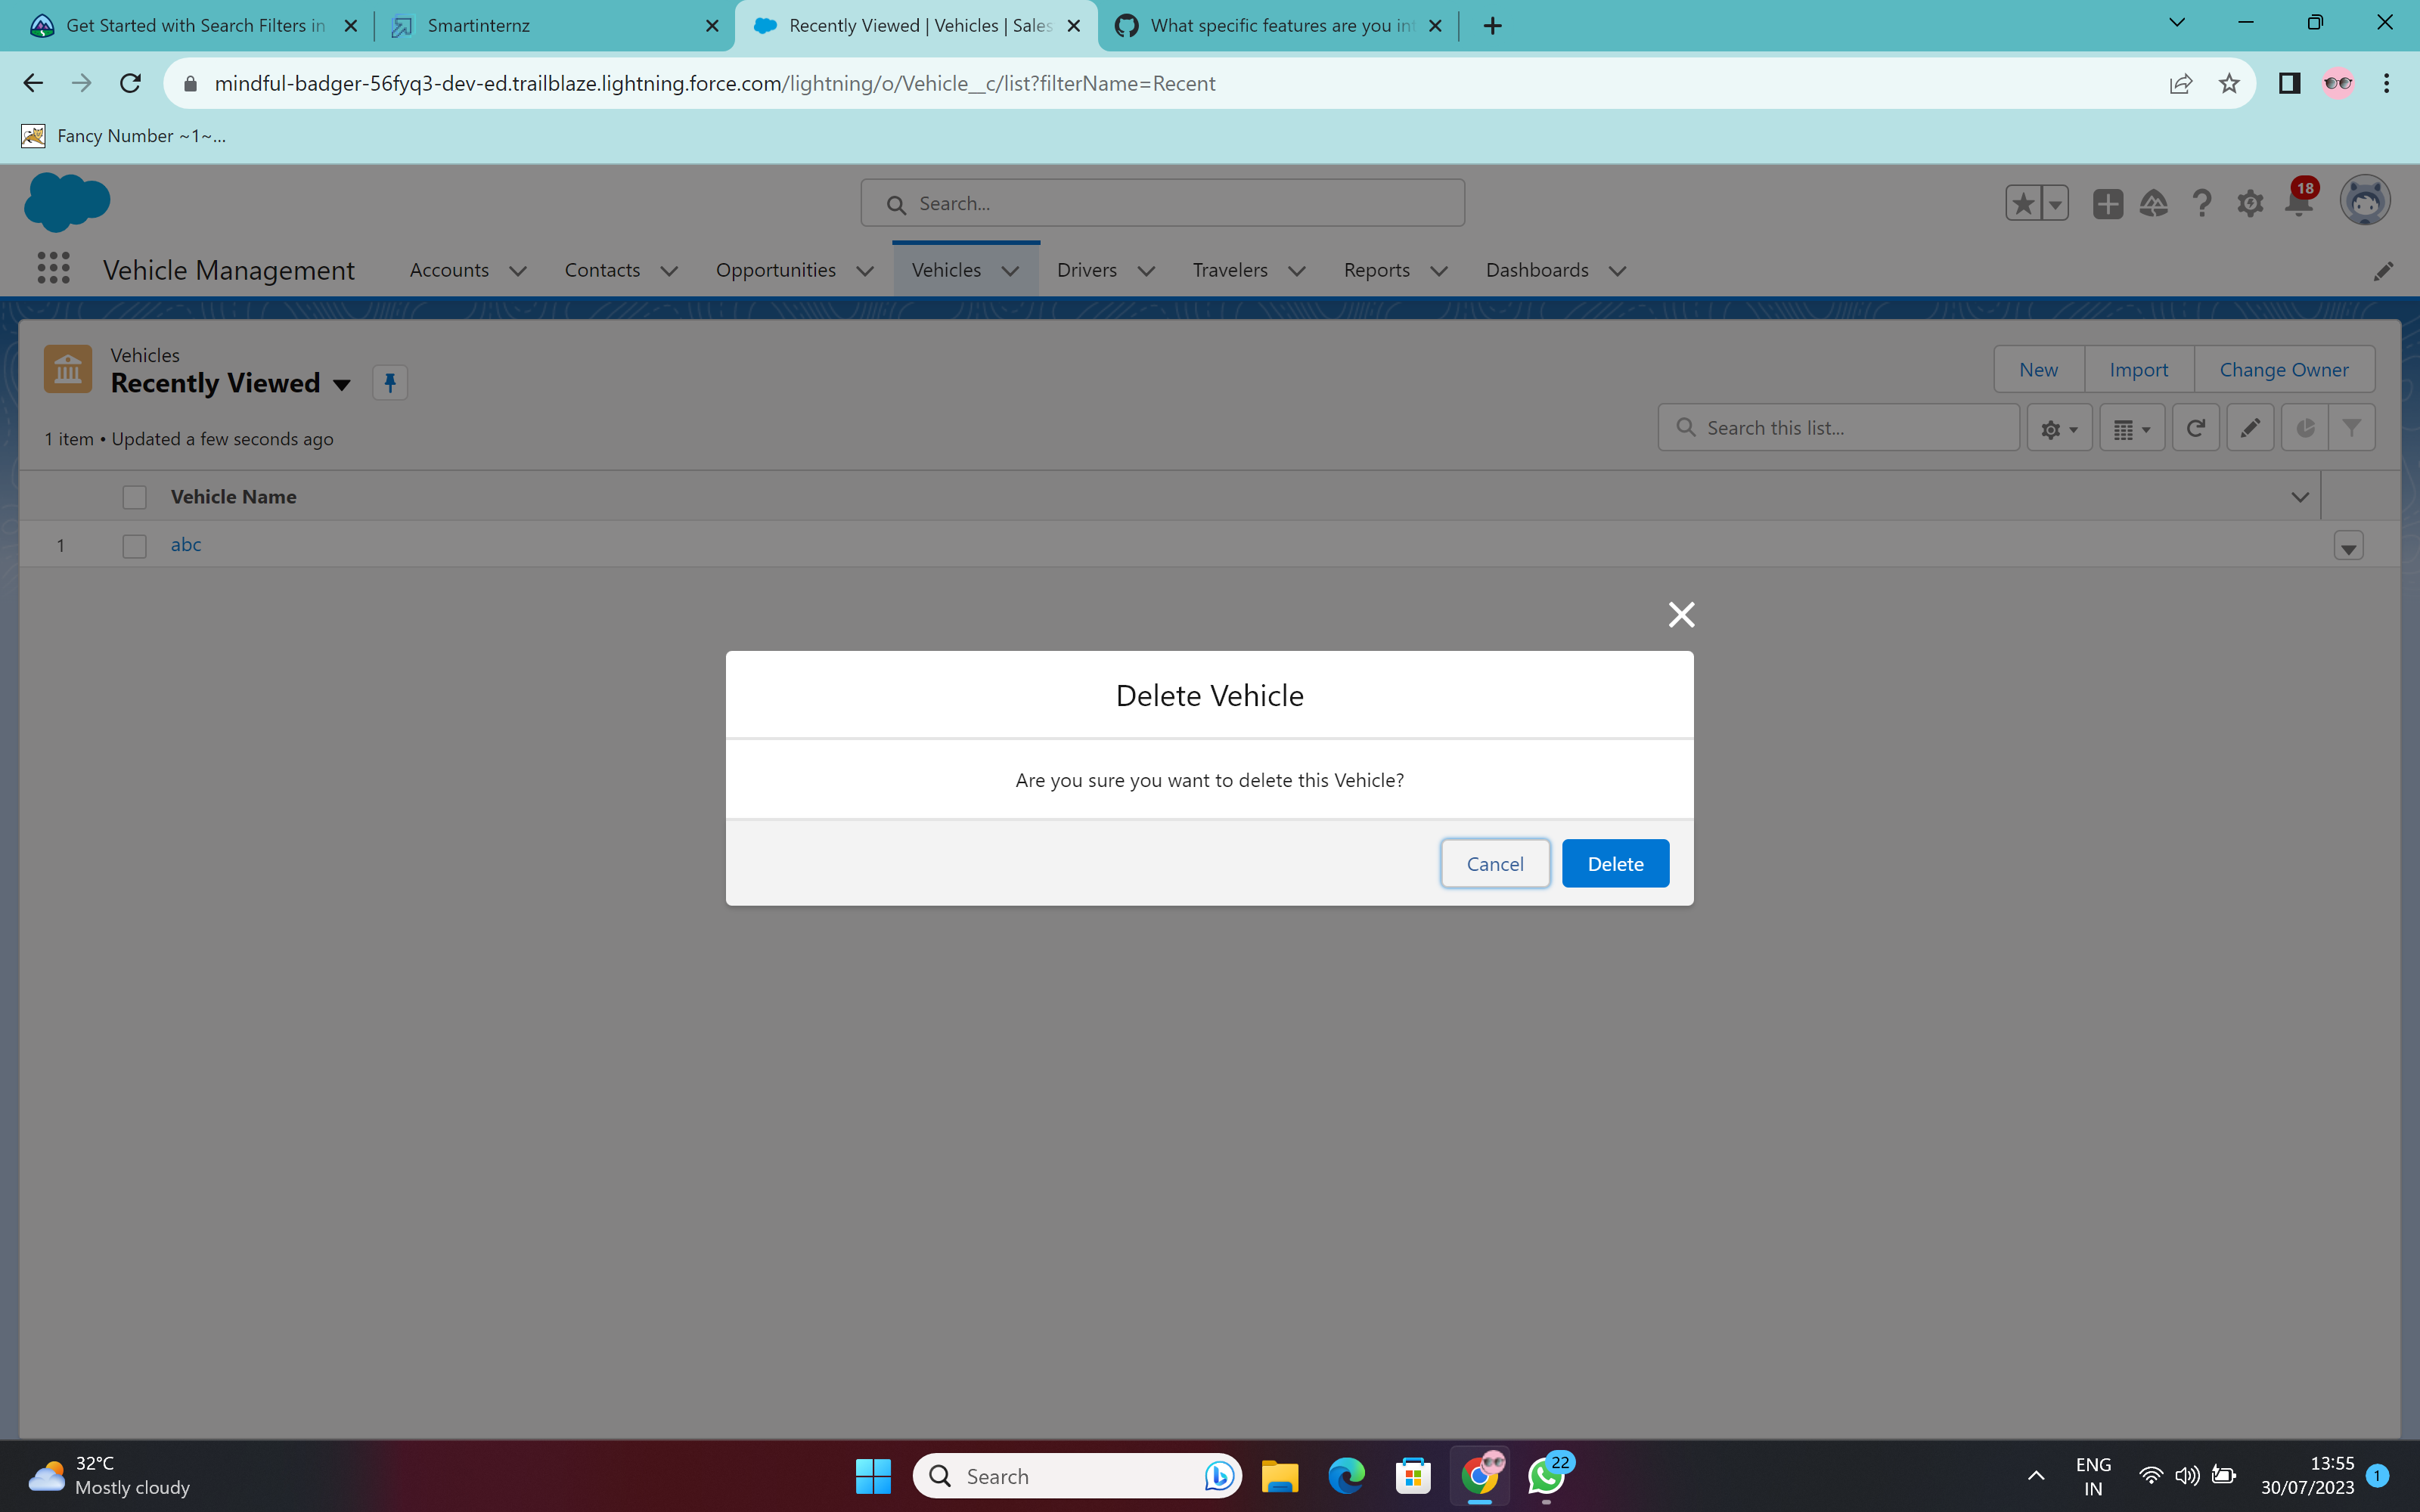 Get Started with Search Filters in
Smartinternz
Recently Viewed | Vehicles | Sales
What specific features are you int
mindful-badger-56fyq3-dev-ed.trailblaze.lightning.force.com/lightning/o/Vehicle__c/list?filterName=Recent
Fancy Number ~1~...
Search...
18
Vehicle Management
Accounts
Contacts
Opportunities
Vehicles
Drivers
Travelers
Reports
Dashboards
Vehicles
Recently Viewed
New
Import
Change Owner
1 item • Updated a few seconds ago
Search this list...
Vehicle Name
1
abc
Delete Vehicle
Are you sure you want to delete this Vehicle?
Cancel
Delete
32°C
Mostly cloudy
Search
22
ENG
IN
13:55
30/07/2023
1